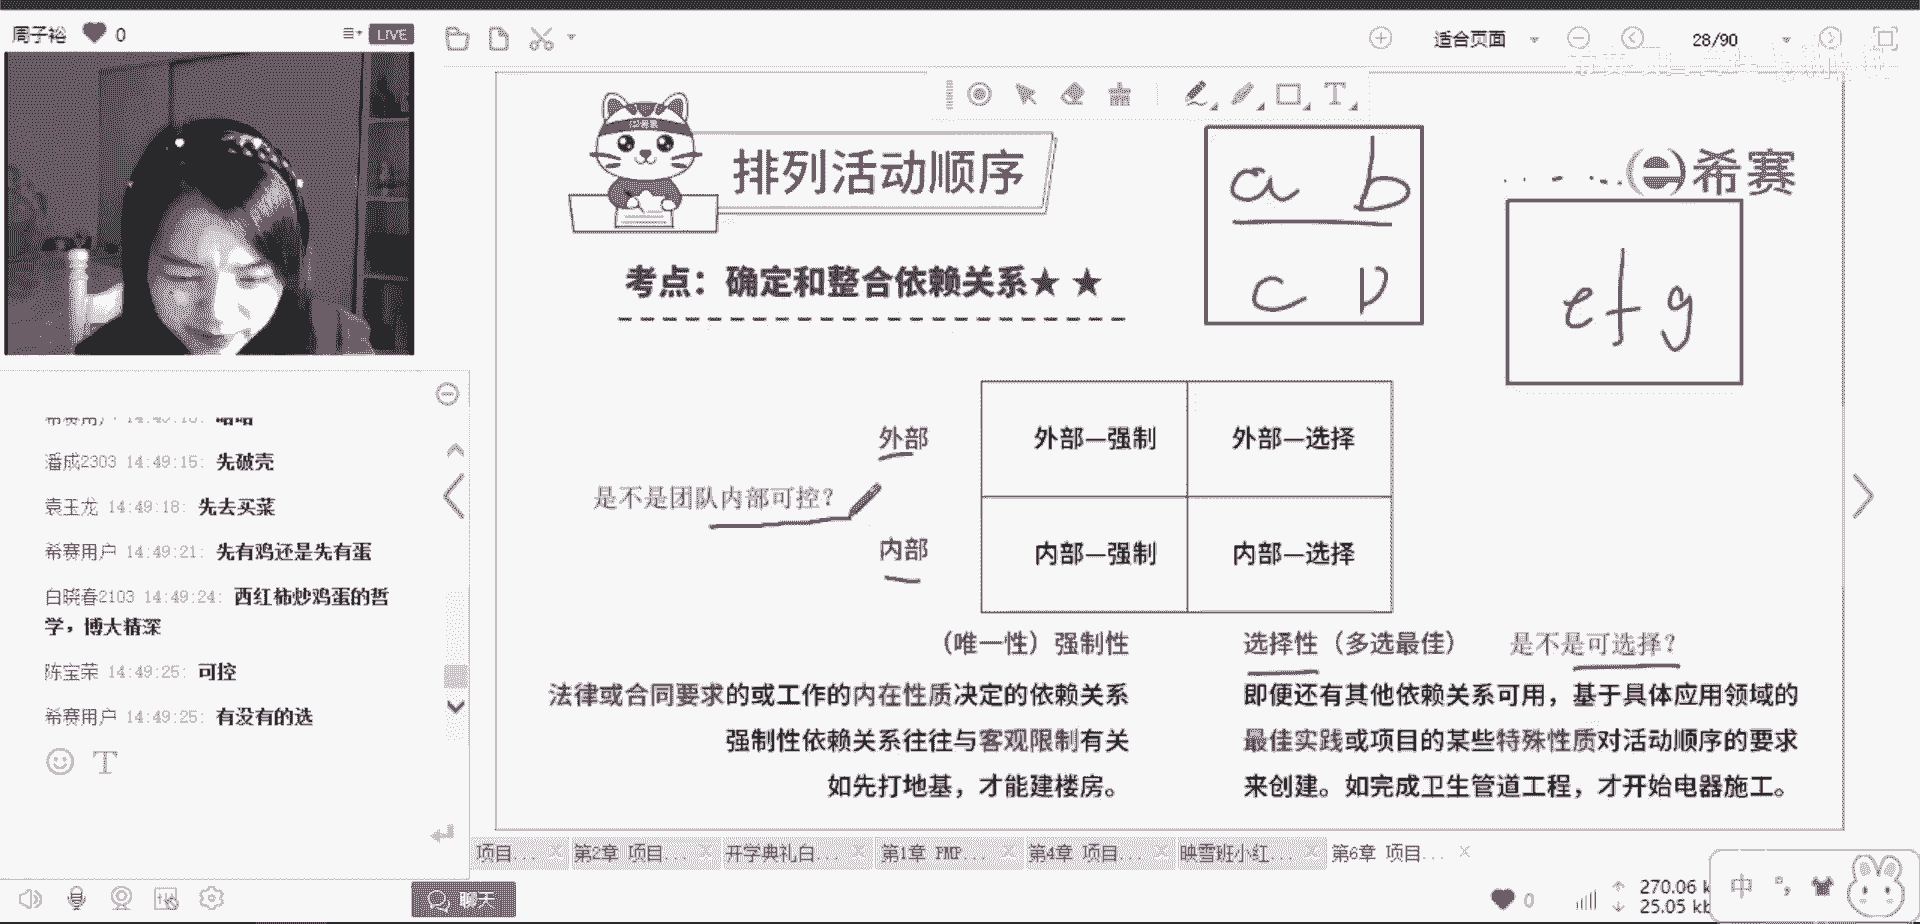 周子裕 0
LIVE
适合页面
28/90
排列活动顺序
希赛
a b
c D
e f g
考点：确定和整合依赖关系★ ★
外部
外部—强制 外部—选择
是不是团队内部可控？
内部
内部—强制 内部—选择
（唯一性）强制性
选择性（多选最佳） 是不是可选择？
法律或合同要求的或工作的内在性质决定的依赖关系
强制性依赖关系往往与客观限制有关
如先打地基，才能建楼房。
即便还有其他依赖关系可用，基于具体应用领域的
最佳实践或项目的某些特殊性质对活动顺序的要求
来创建。如完成卫生管道工程，才开始电器施工。
潘成2303 14:49:15: 先破壳
袁玉龙 14:49:18: 先去买菜
希赛用户 14:49:21: 先有鸡还是先有蛋
白晓春2103 14:49:24: 西红柿炒鸡蛋的哲
学，博大精深
陈宝荣 14:49:25: 可控
希赛用户 14:49:25: 有没有的选
项目... 第2章 项目... 开学典礼白... 第1章 PMP... 第4章 项目... 映雪班小红... 第6章 项目...
聊天
0
270.06 k
25.05 kb
中